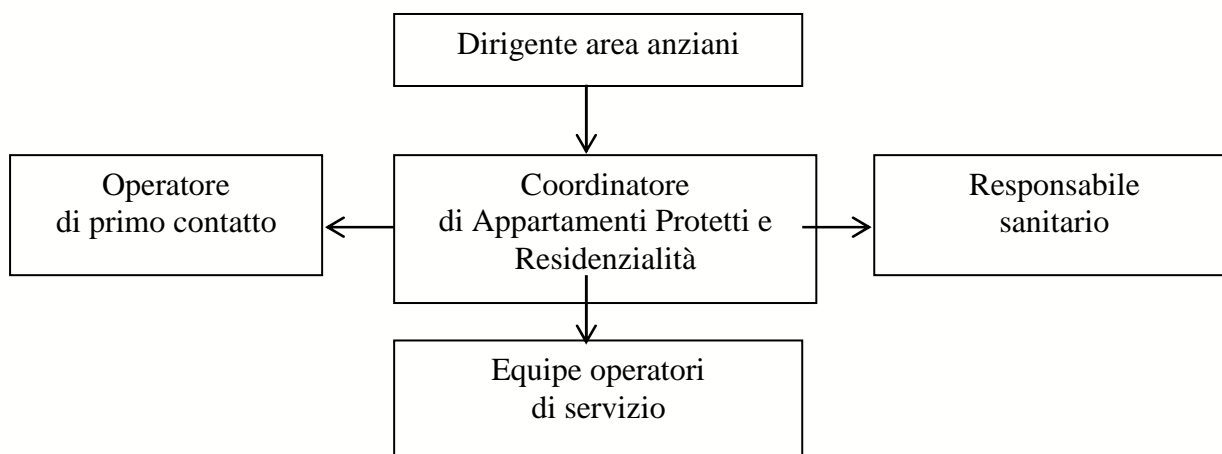 Dirigente area anziani
Operatore
di primo contatto
Coordinatore
di Appartamenti Protetti e
Residenzialità
Responsabile
sanitario
Equipe operatori
di servizio